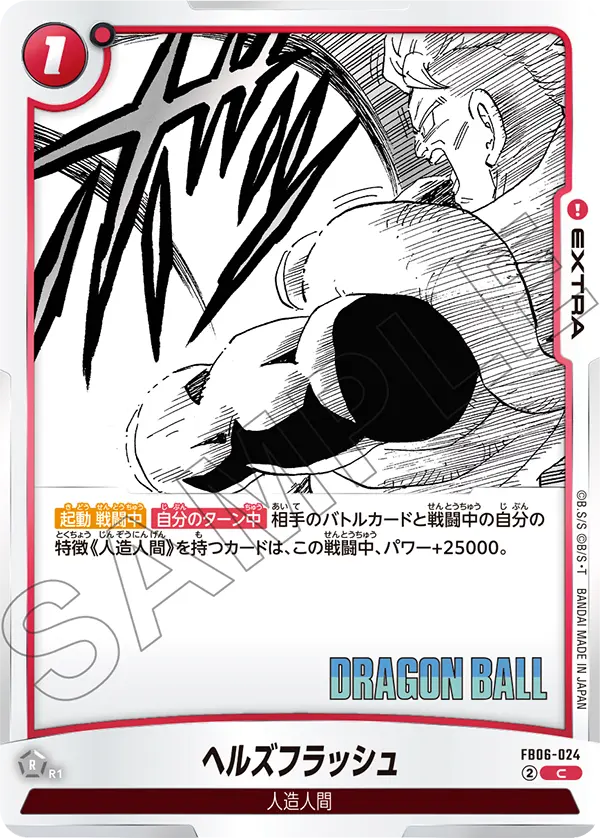 1
! EXTRA
SAMPLE
起動 戦闘中 自分のターン中 相手のバトルカードと戦闘中の自分の
特徴《人造人間》を持つカードは、この戦闘中、パワー+25000。
©B.S/S ©B/S・T BANDAI MADE IN JAPAN
DRAGON BALL
R R1
ヘルズフラッシュ
FB06-024
② C
人造人間